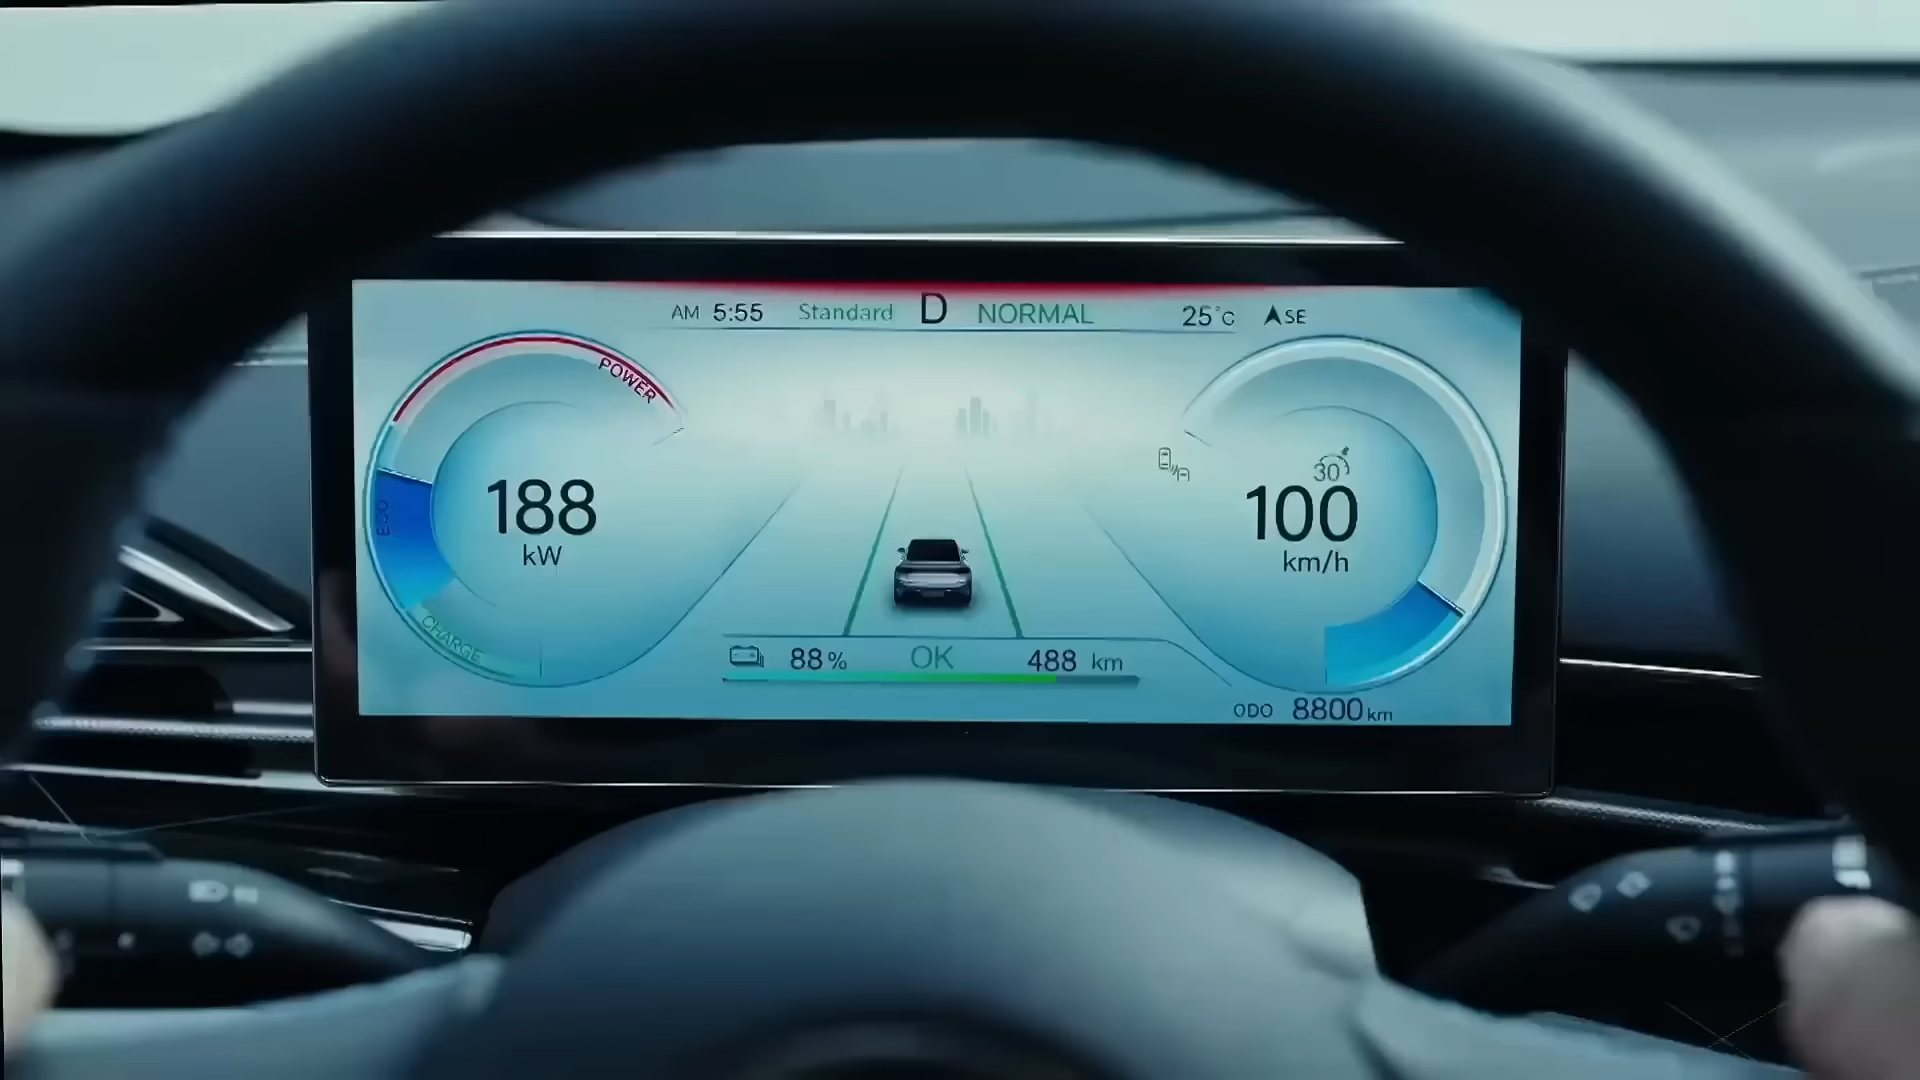 AM 5:55 Standard D NORMAL 25°C SE
POWER
ECO
CHARGE
188
kW
30
100
km/h
88% OK 488 km
ODO 8800 km